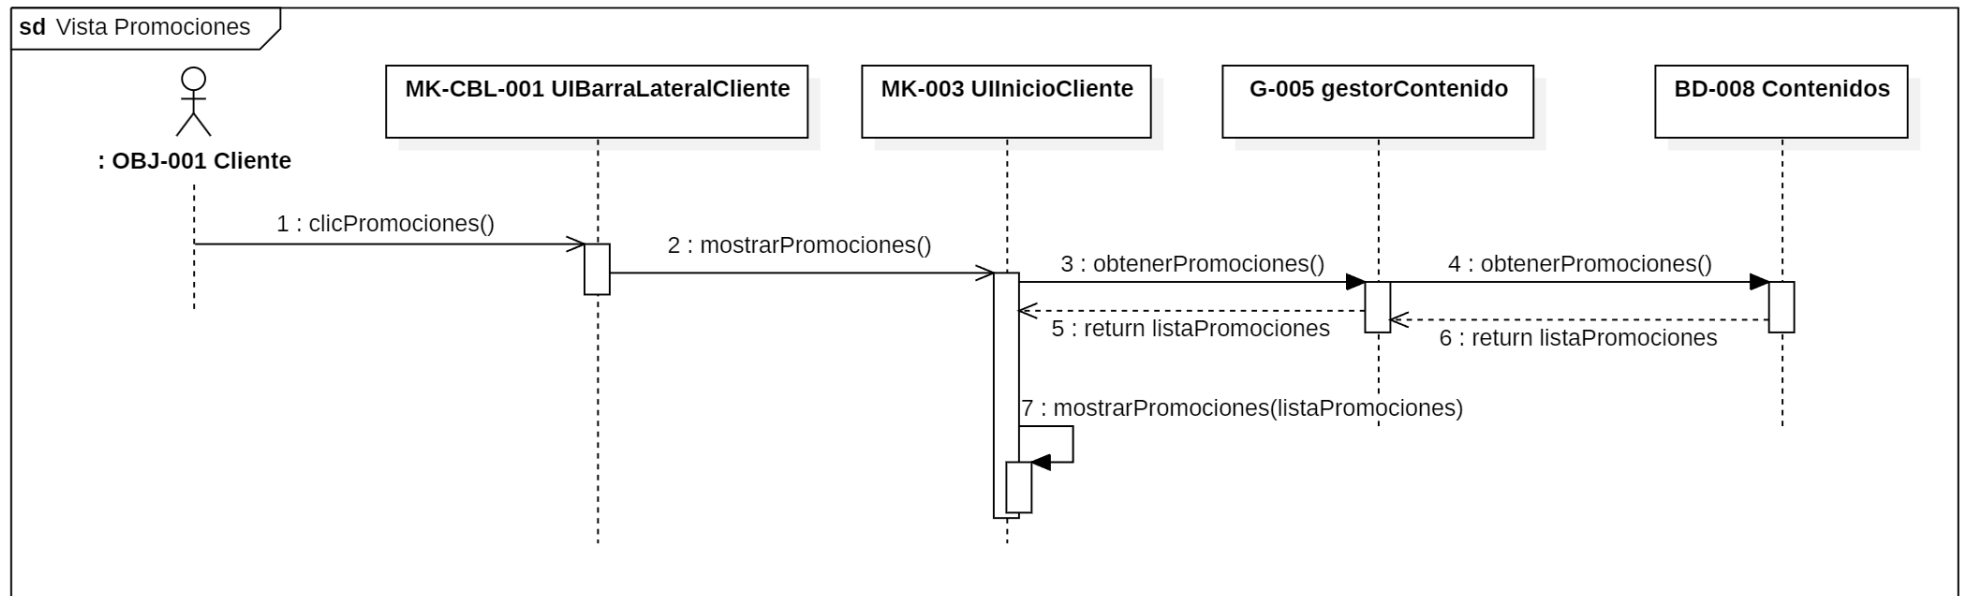 sd Vista Promociones
: OBJ-001 Cliente
MK-CBL-001 UIBarraLateralCliente
MK-003 UIInicioCliente
G-005 gestorContenido
BD-008 Contenidos
1 : clicPromociones()
2 : mostrarPromociones()
3 : obtenerPromociones()
4 : obtenerPromociones()
5 : return listaPromociones
6 : return listaPromociones
7 : mostrarPromociones(listaPromociones)